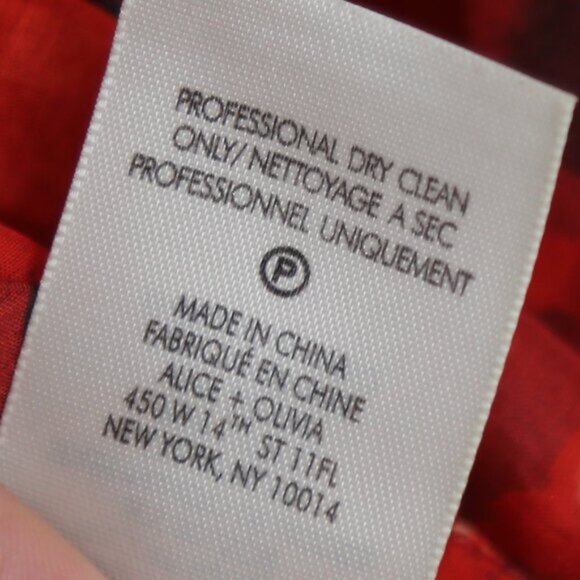 PROFESSIONAL DRY CLEAN
ONLY/ NETTOYAGE A SEC
PROFESSIONNEL UNIQUEMENT
P
MADE IN CHINA
FABRIQUÉ EN CHINE
ALICE + OLIVIA
450 W 14TH ST 11FL
NEW YORK, NY 10014